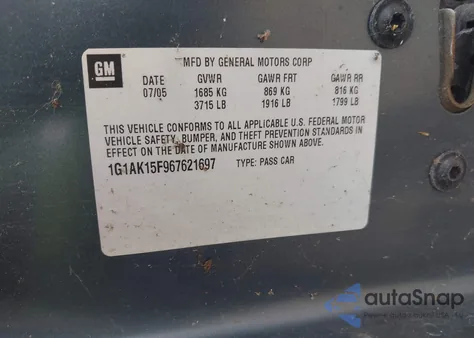 GM
MFD BY GENERAL MOTORS CORP
DATE GVWR GAWR FRT GAWR RR
07/05 1685 KG 869 KG 816 KG
3715 LB 1916 LB 1799 LB
THIS VEHICLE CONFORMS TO ALL APPLICABLE U.S. FEDERAL MOTOR
VEHICLE SAFETY, BUMPER, AND THEFT PREVENTION STANDARDS IN
EFFECT ON THE DATE OF MANUFACTURE SHOWN ABOVE.
1G1AK15F967621697 TYPE: PASS CAR
autoSnap